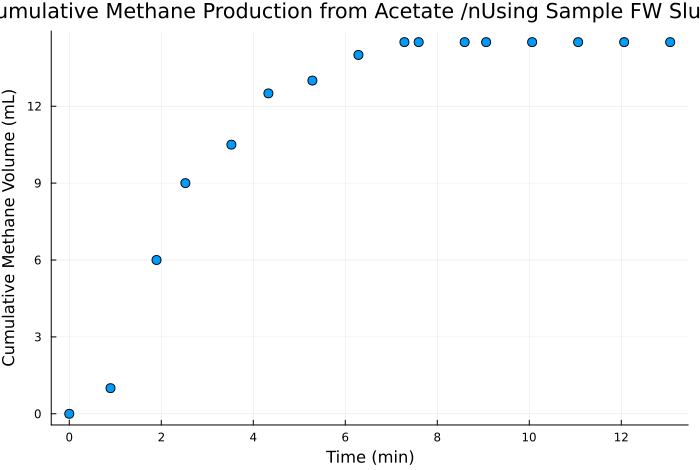 umulative Methane Production from Acetate /nUsing Sample FW Slu
Cumulative Methane Volume (mL)
12
9
6
3
0
0 2 4 6 8 10 12
Time (min)